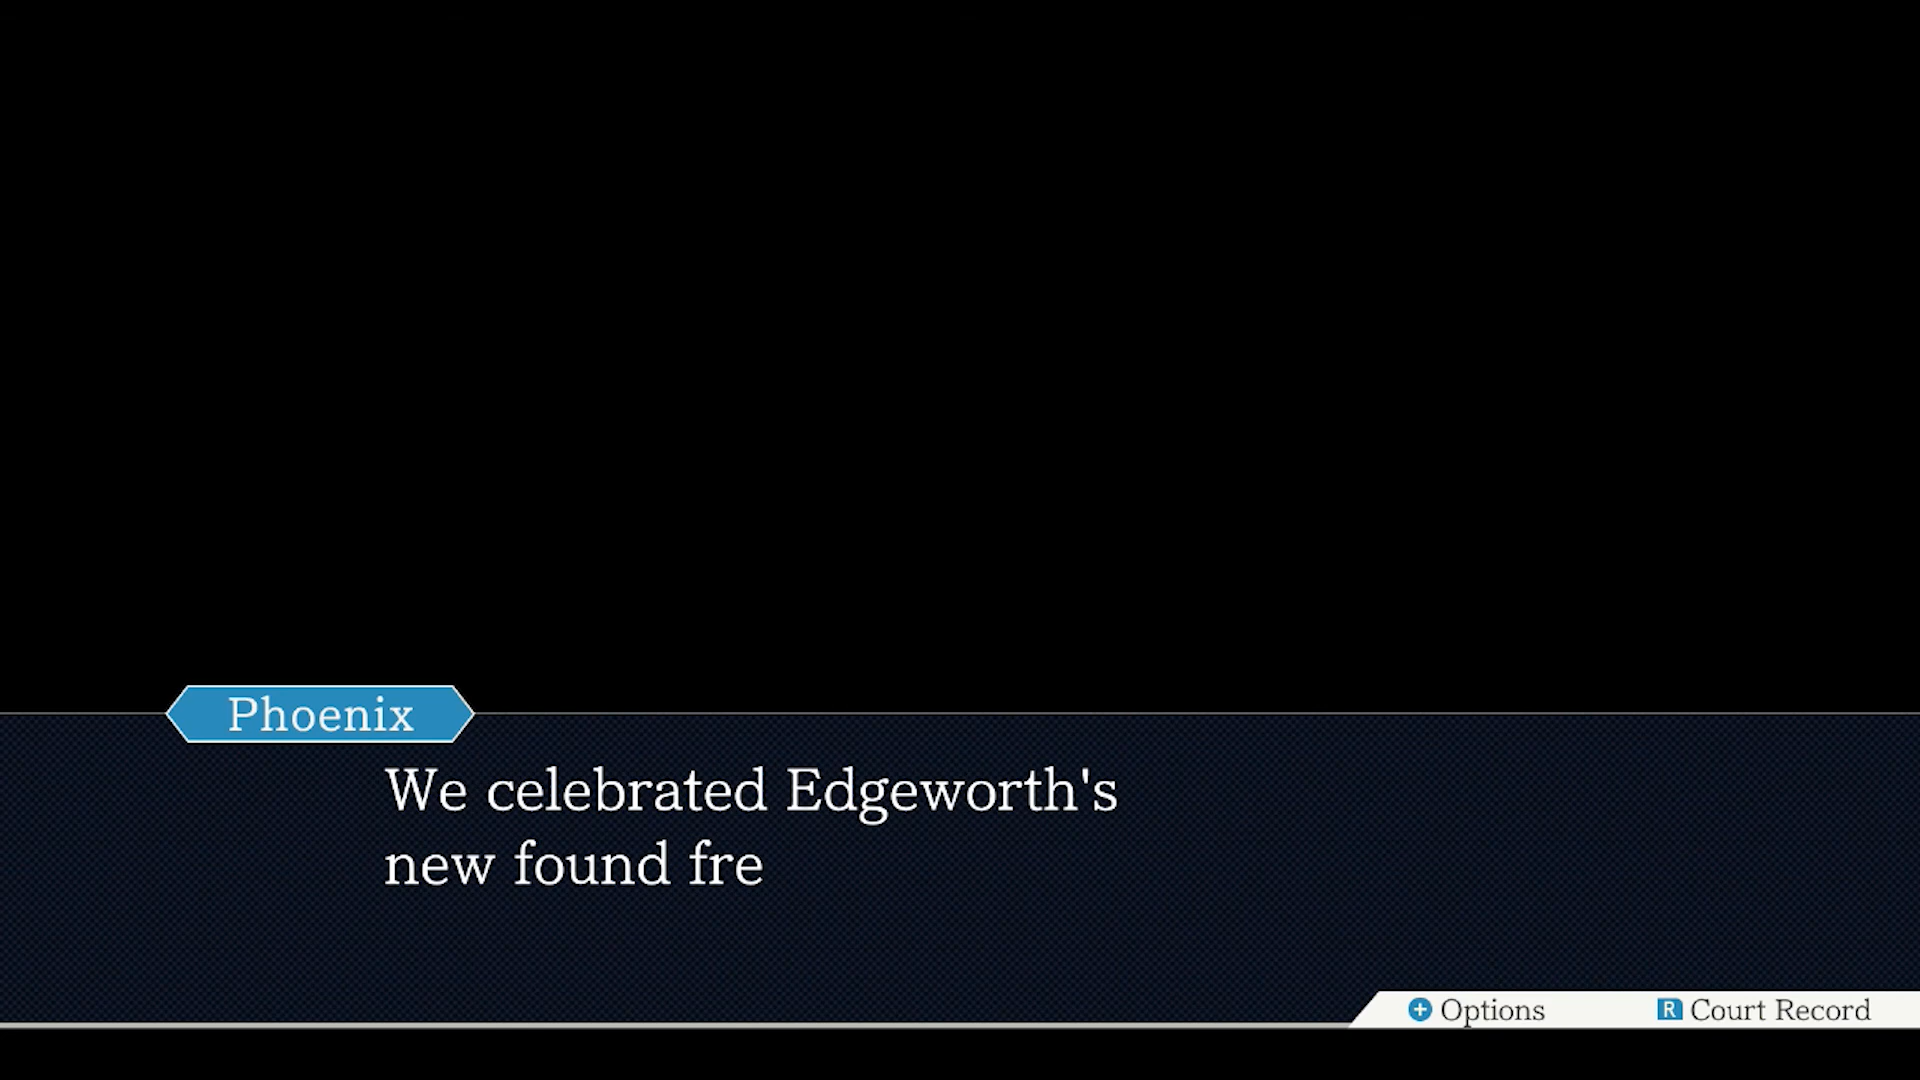 Phoenix
We celebrated Edgeworth's
new found fre
+ Options
R Court Record